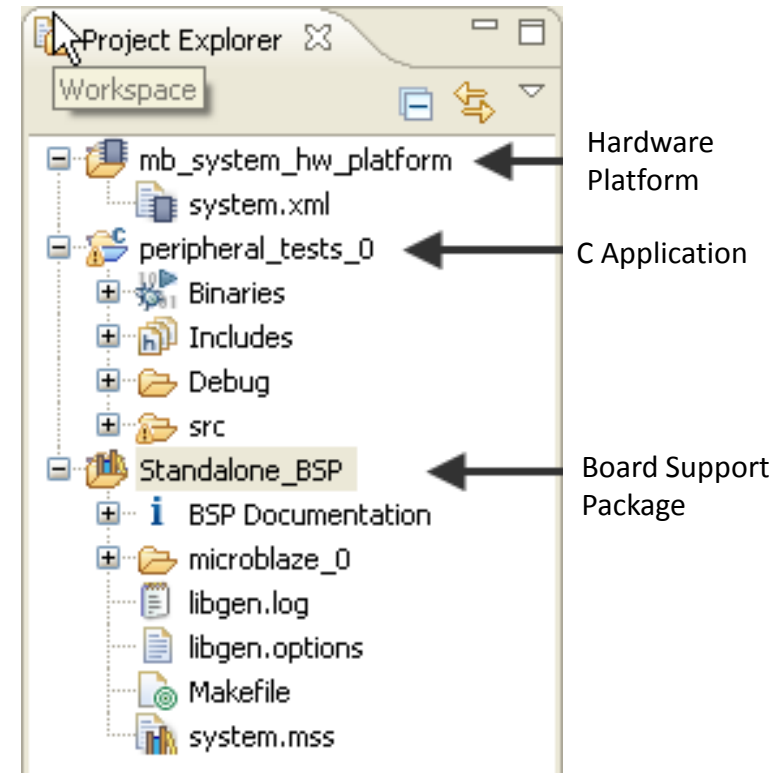 Project Explorer
Workspace
mb_system_hw_platform
Hardware
Platform
system.xml
peripheral_tests_0
C Application
Binaries
Includes
Debug
src
Standalone_BSP
Board Support
Package
BSP Documentation
microblaze_0
libgen.log
libgen.options
Makefile
system.mss